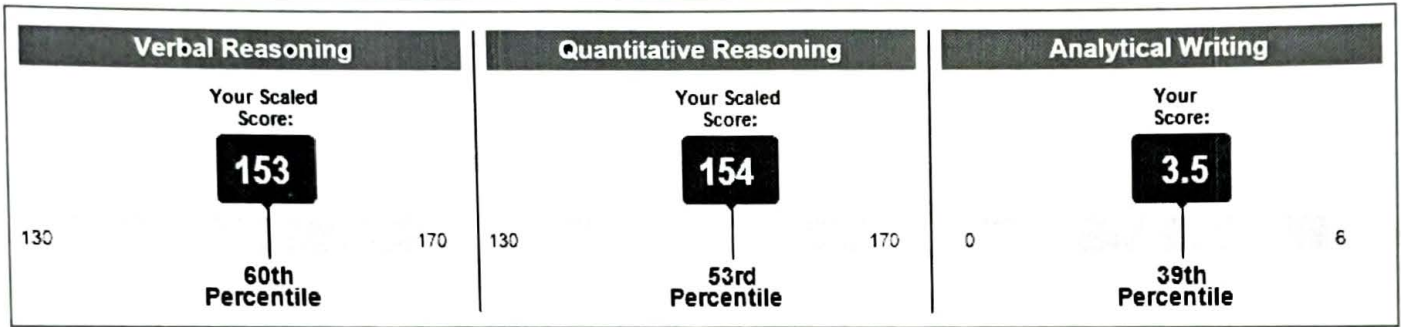 Verbal Reasoning
Your Scaled
Score:
153
130
170
60th
Percentile
Quantitative Reasoning
Your Scaled
Score:
154
130
170
53rd
Percentile
Analytical Writing
Your
Score:
3.5
0
6
39th
Percentile